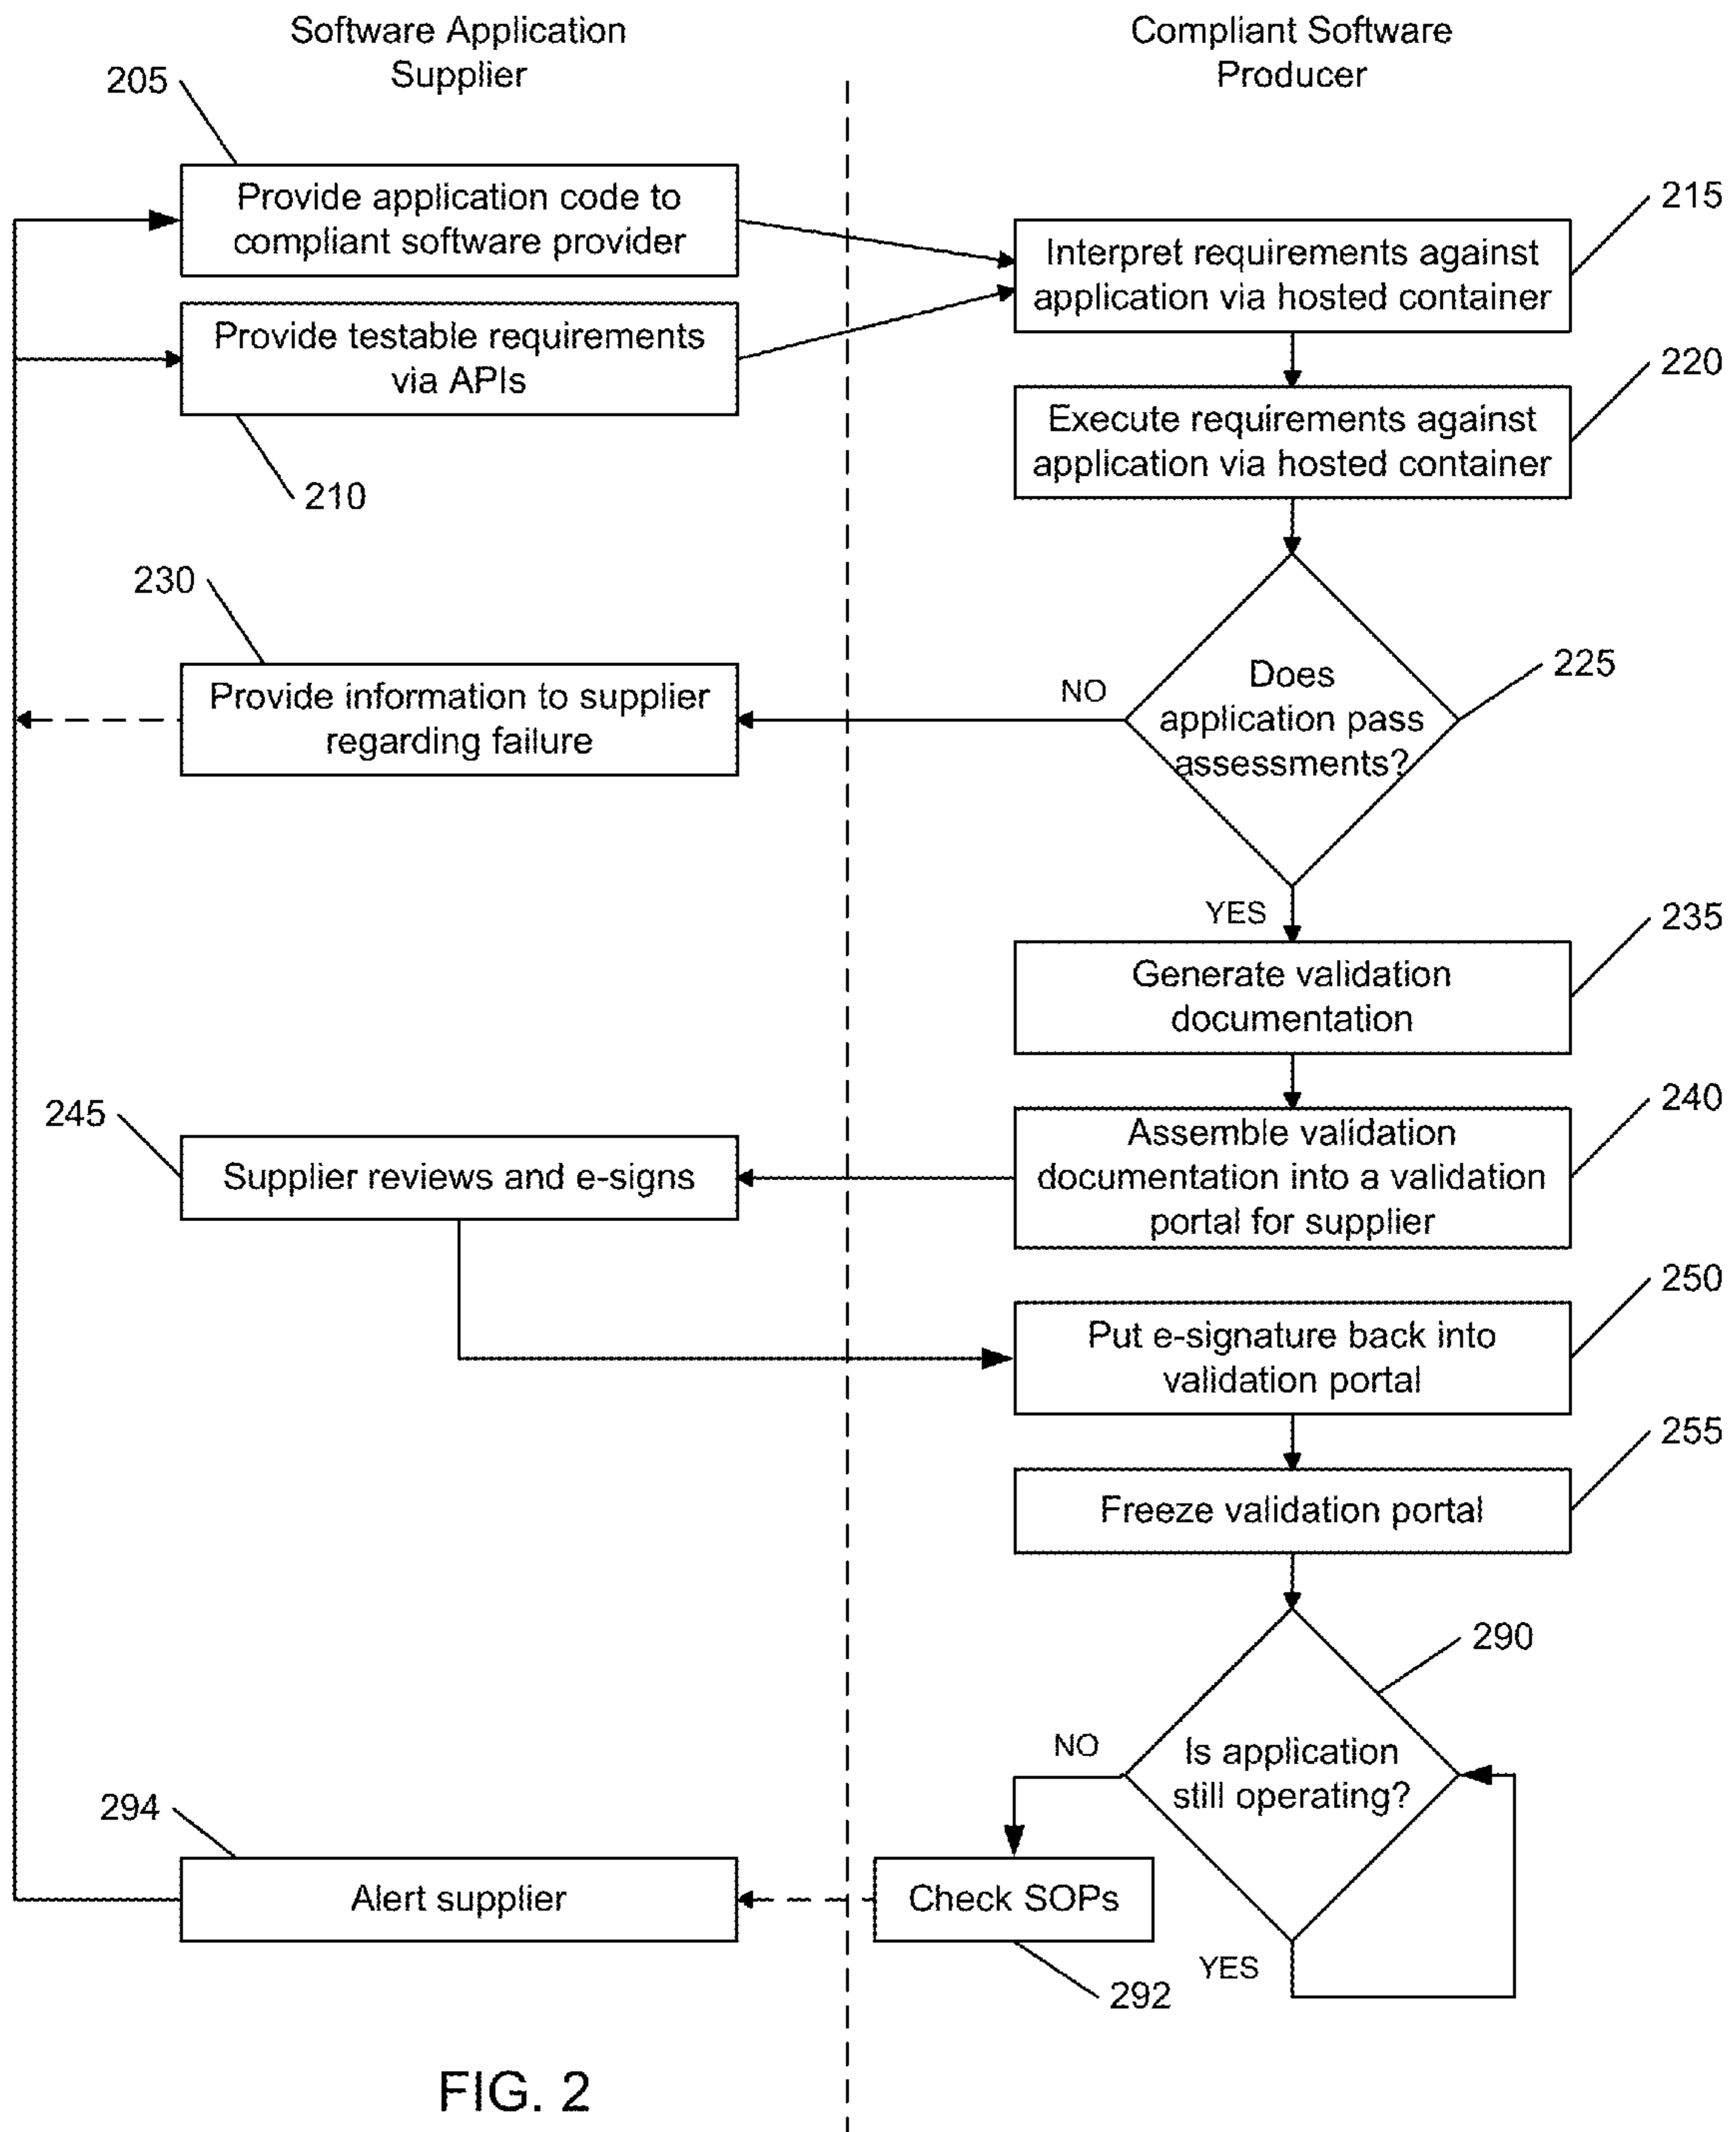 Software Application
Supplier
Compliant Software
Producer
205
Provide application code to
compliant software provider
215
Interpret requirements against
application via hosted container
Provide testable requirements
via APIs
210
220
Execute requirements against
application via hosted container
230
Provide information to supplier
regarding failure
NO
Does
application pass
assessments?
225
YES
235
Generate validation
documentation
240
Assemble validation
documentation into a validation
portal for supplier
245
Supplier reviews and e-signs
250
Put e-signature back into
validation portal
255
Freeze validation portal
290
NO
Is application
still operating?
YES
294
Alert supplier
Check SOPs
292
FIG. 2